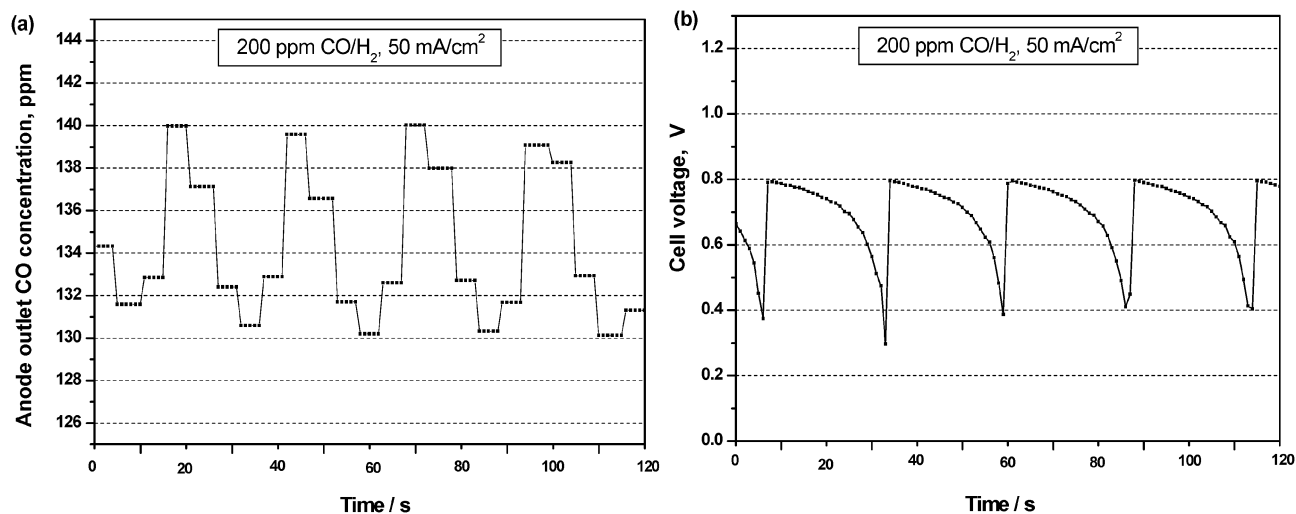 (a)
200 ppm CO/H₂, 50 mA/cm²
Anode outlet CO concentration, ppm
144
142
140
138
136
134
132
130
128
126
0 20 40 60 80 100 120
Time / s
(b)
200 ppm CO/H₂, 50 mA/cm²
Cell voltage, V
1.2
1.0
0.8
0.6
0.4
0.2
0.0
0 20 40 60 80 100 120
Time / s